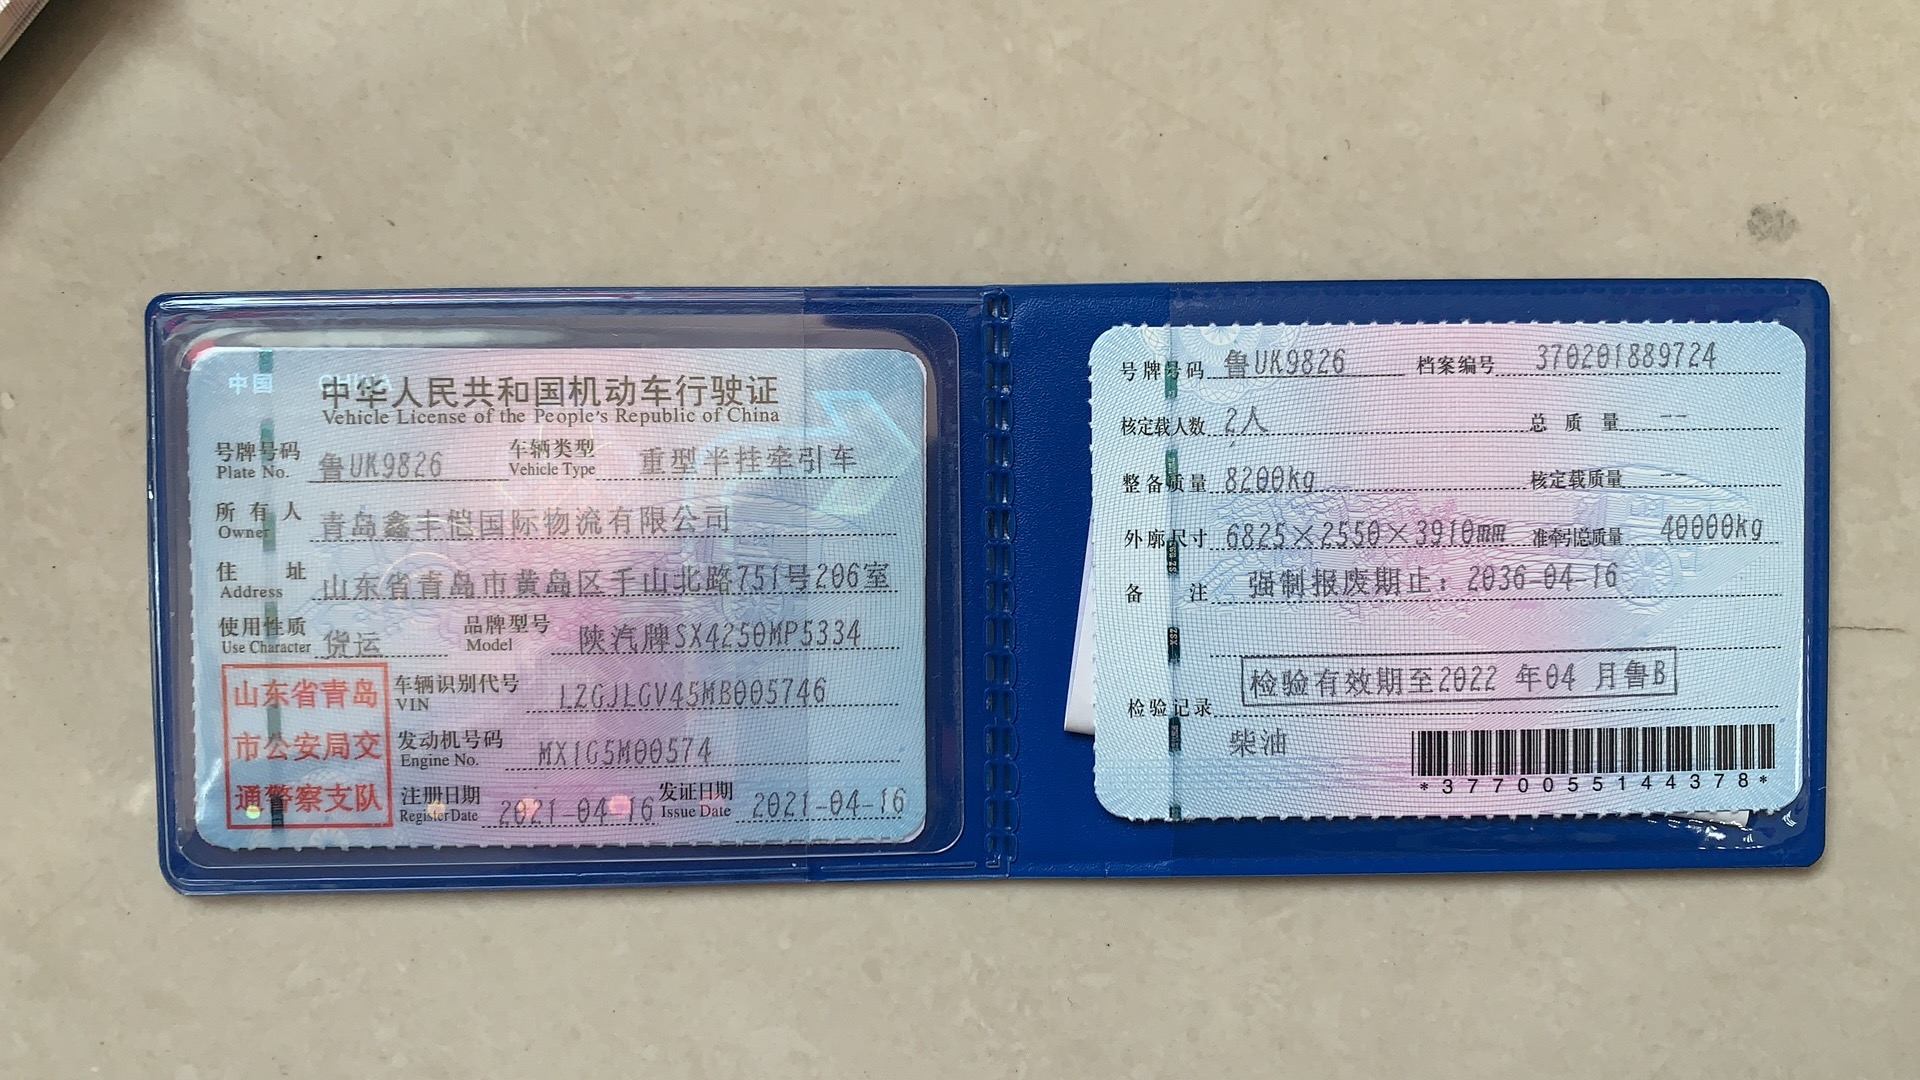 中国 CHINA
中华人民共和国机动车行驶证
Vehicle License of the People's Republic of China
号牌号码 鲁UK9826 车辆类型 重型半挂牵引车
Plate No. Vehicle Type
所有人 青岛鑫丰恺国际物流有限公司
Owner
住址 山东省青岛市黄岛区千山北路751号206室
Address
使用性质 货运 品牌型号 陕汽牌SX4250MP5334
Use Character Model
山东省青岛
市公安局交
通警察支队
车辆识别代号 LZGJLGV45MB005746
VIN
发动机号码 MX1G5M00574
Engine No.
注册日期 2021-04-16 发证日期 2021-04-16
Register Date Issue Date
号牌号码 鲁UK9826 档案编号 370201889724
核定载人数 2人 总质量 --
整备质量 8200kg 核定载质量 --
外廓尺寸 6825×2550×3910mm 准牵引总质量 40000kg
备注 强制报废期止：2036-04-16
检验有效期至2022 年04 月鲁B
检验记录
柴油
*3770055144378*